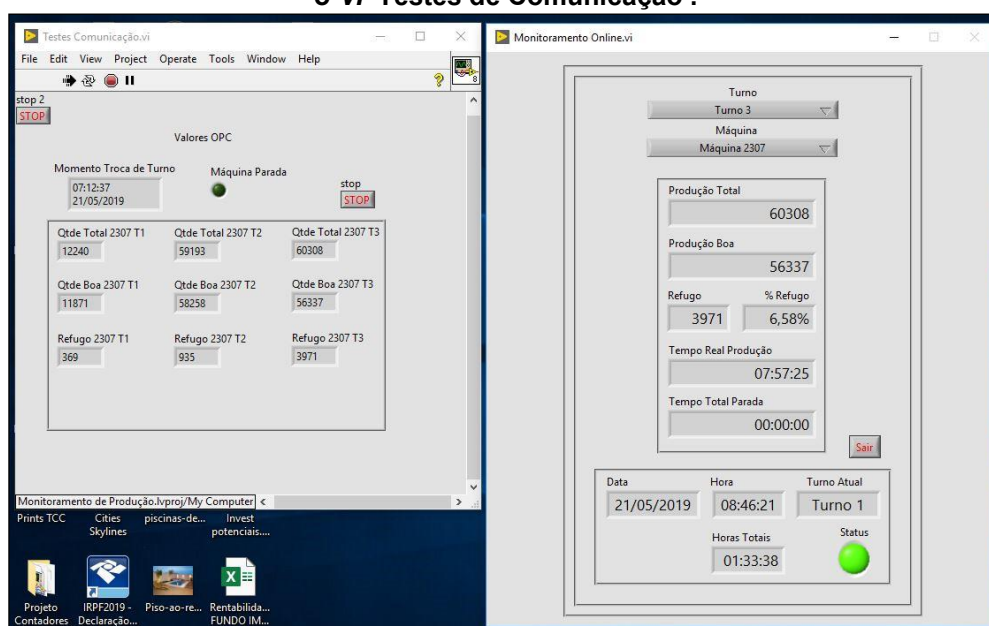 o VI "Testes de Comunicação".
Testes Comunicação.vi
File Edit View Project Operate Tools Window Help
8
stop 2
STOP
Valores OPC
Momento Troca de Turno
07:12:37
21/05/2019
Máquina Parada
stop
STOP
Qtde Total 2307 T1 Qtde Total 2307 T2 Qtde Total 2307 T3
12240 59193 60308
Qtde Boa 2307 T1 Qtde Boa 2307 T2 Qtde Boa 2307 T3
11871 58258 56337
Refugo 2307 T1 Refugo 2307 T2 Refugo 2307 T3
369 935 3971
Monitoramento de Produção.lvproj/My Computer
Prints TCC Cities piscinas-de... Invest
Skylines potenciais....
Projeto IRPF2019 - Piso-ao-re... Rentabilida...
Contadores Declaração... FUNDO IM...
Monitoramento Online.vi
Turno
Turno 3
Máquina
Máquina 2307
Produção Total
60308
Produção Boa
56337
Refugo % Refugo
3971 6,58%
Tempo Real Produção
07:57:25
Tempo Total Parada
00:00:00
Sair
Data Hora Turno Atual
21/05/2019 08:46:21 Turno 1
Horas Totais Status
01:33:38